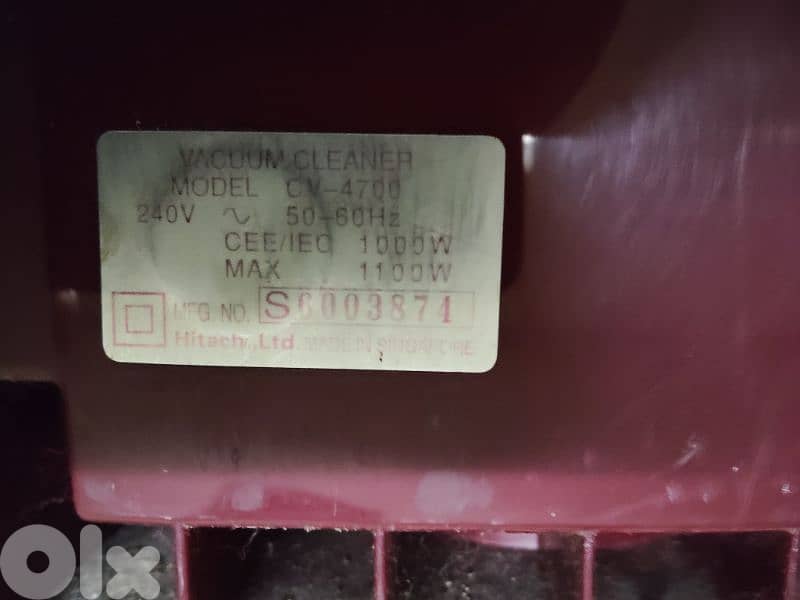 VACUUM CLEANER
MODEL CV-4700
240V ∿ 50-60Hz
CEE/IEC 1000W
MAX 1100W
MFG. NO. S6003871
Hitachi, Ltd. MADE IN SINGAPORE
olx